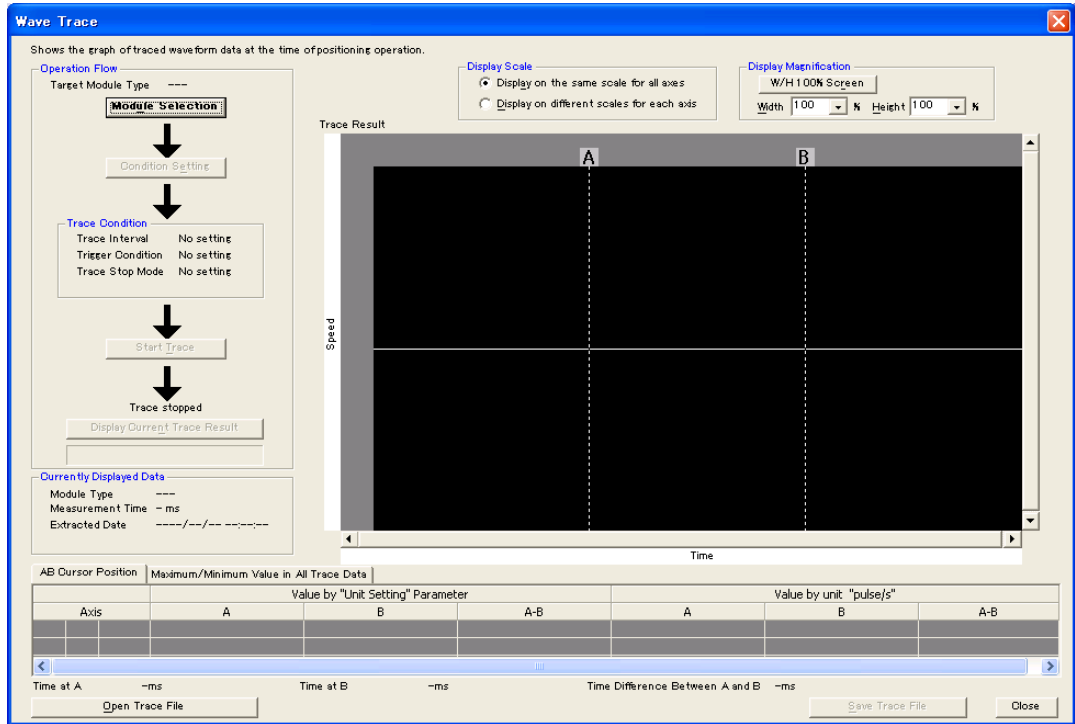 Wave Trace
Shows the graph of traced waveform data at the time of positioning operation.
Operation Flow
Target Module Type ---
Module Selection
Condition Setting
Trace Condition
Trace Interval No setting
Trigger Condition No setting
Trace Stop Mode No setting
Start Trace
Trace stopped
Display Current Trace Result
Currently Displayed Data
Module Type ---
Measurement Time - ms
Extracted Date ----/--/-- --:--:--
Display Scale
Display on the same scale for all axes
Display on different scales for each axis
Display Magnification
W/H 100% Screen
Width 100 % Height 100 %
Trace Result
A B
Speed
Time
AB Cursor Position Maximum/Minimum Value in All Trace Data
Value by "Unit Setting" Parameter Value by unit "pulse/s"
Axis A B A-B A B A-B
Time at A -ms Time at B -ms Time Difference Between A and B -ms
Open Trace File Save Trace File Close